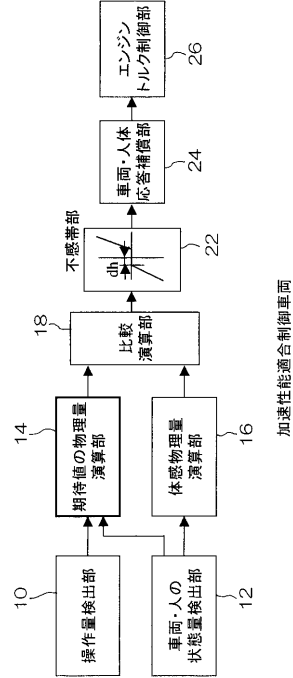 10
操作量検出部
12
車両・人の
状態量検出部
14
期待値の物理量
演算部
16
体感物理量
演算部
18
比較
演算部
不感帯部
dh
22
車両・人体
応答補償部
24
エンジン
トルク制御部
26
加速性能適合制御車両